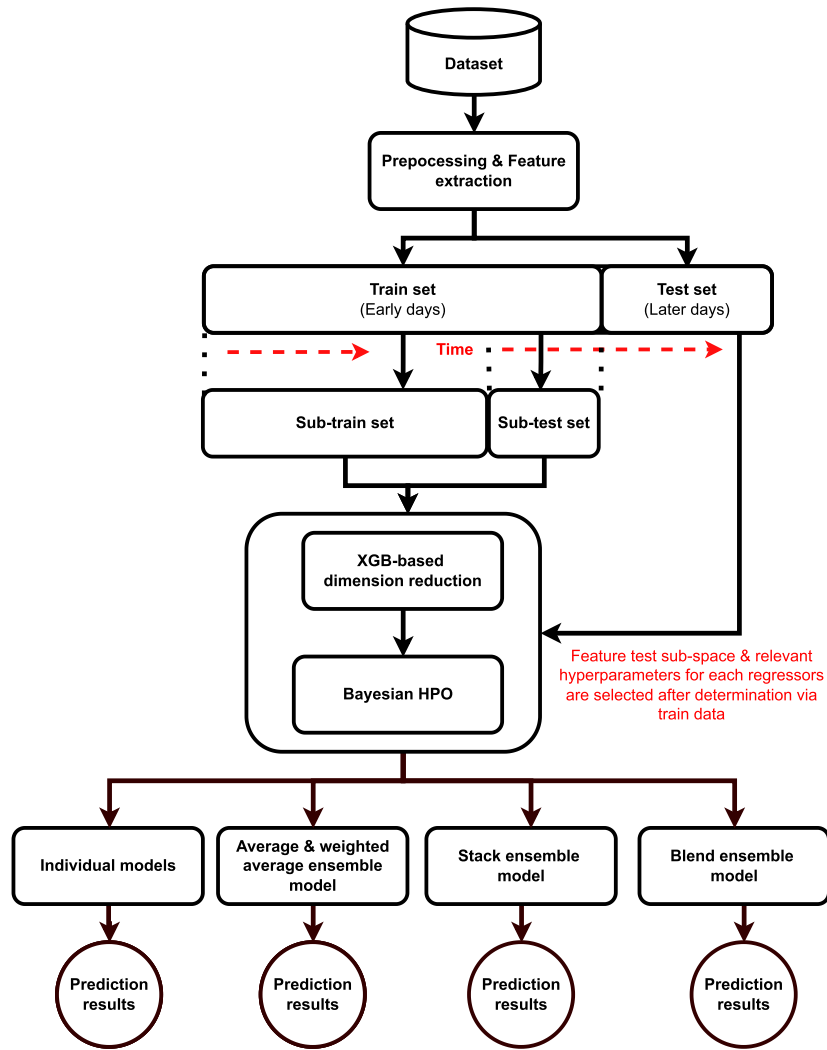 Dataset
Prepocessing & Feature
extraction
Train set
(Early days)
Test set
(Later days)
Time
Sub-train set
Sub-test set
XGB-based
dimension reduction
Bayesian HPO
Feature test sub-space & relevant
hyperparameters for each regressors
are selected after determination via
train data
Individual models
Average & weighted
average ensemble
model
Stack ensemble
model
Blend ensemble
model
Prediction
results
Prediction
results
Prediction
results
Prediction
results